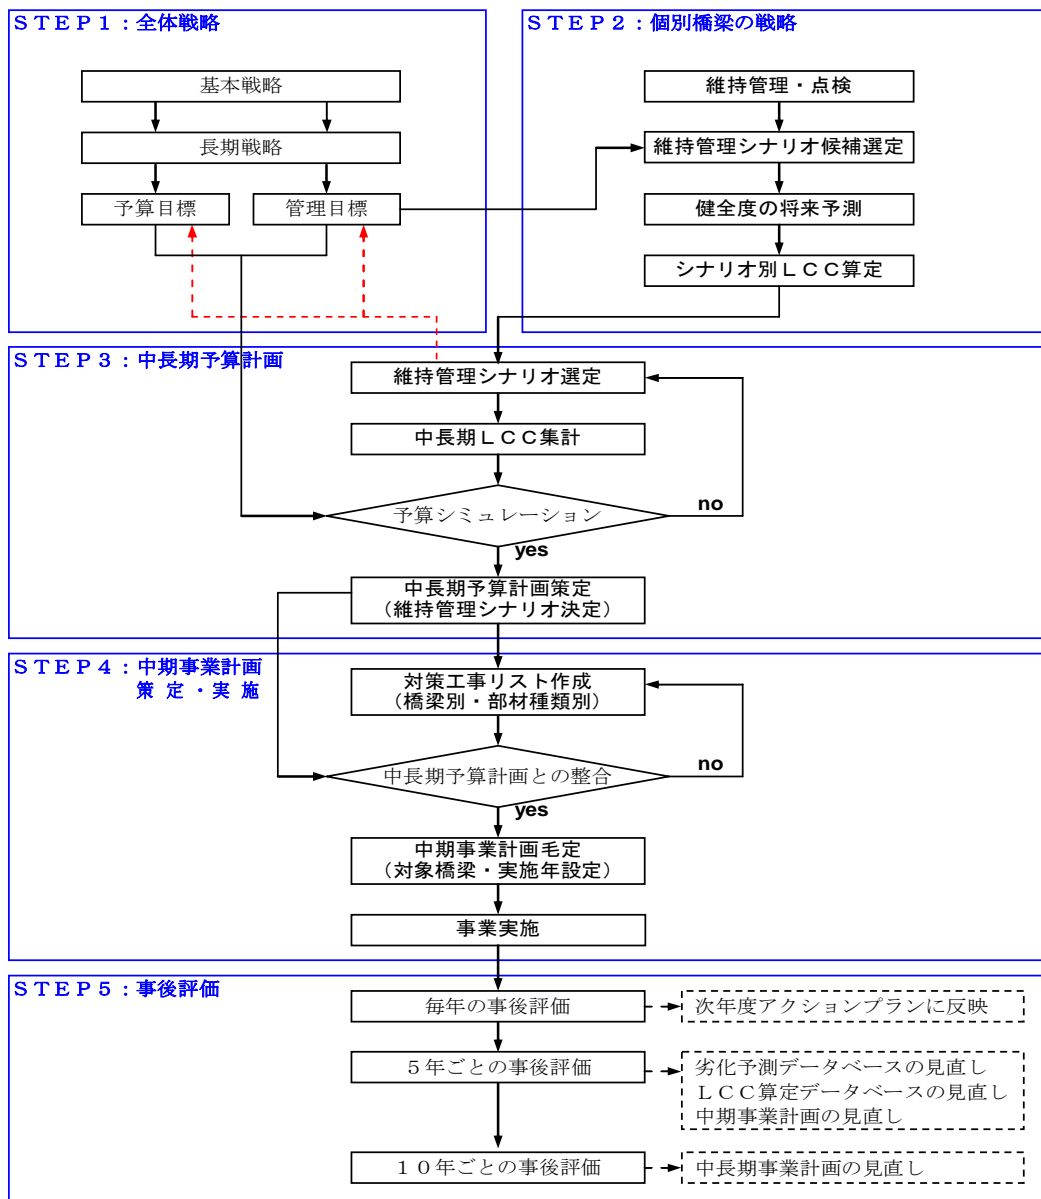 ＳＴＥＰ１：全体戦略
基本戦略
長期戦略
予算目標
管理目標
ＳＴＥＰ２：個別橋梁の戦略
維持管理・点検
維持管理シナリオ候補選定
健全度の将来予測
シナリオ別ＬＣＣ算定
ＳＴＥＰ３：中長期予算計画
維持管理シナリオ選定
中長期ＬＣＣ集計
予算シミュレーション
no
yes
中長期予算計画策定
（維持管理シナリオ決定）
ＳＴＥＰ４：中期事業計画
策定・実施
対策工事リスト作成
（橋梁別・部材種類別）
中長期予算計画との整合
no
yes
中期事業計画毛定
（対象橋梁・実施年設定）
事業実施
ＳＴＥＰ５：事後評価
毎年の事後評価
次年度アクションプランに反映
５年ごとの事後評価
劣化予測データベースの見直し
ＬＣＣ算定データベースの見直し
中期事業計画の見直し
１０年ごとの事後評価
中長期事業計画の見直し